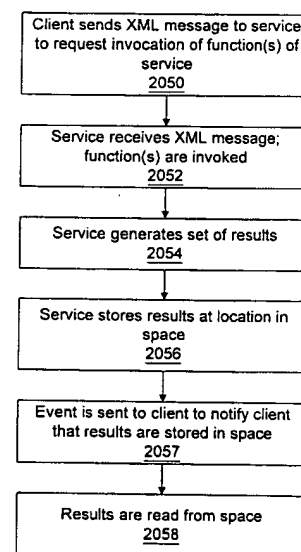 Client sends XML message to service
to request invocation of function(s) of
service
2050
Service receives XML message;
function(s) are invoked
2052
Service generates set of results
2054
Service stores results at location in
space
2056
Event is sent to client to notify client
that results are stored in space
2057
Results are read from space
2058